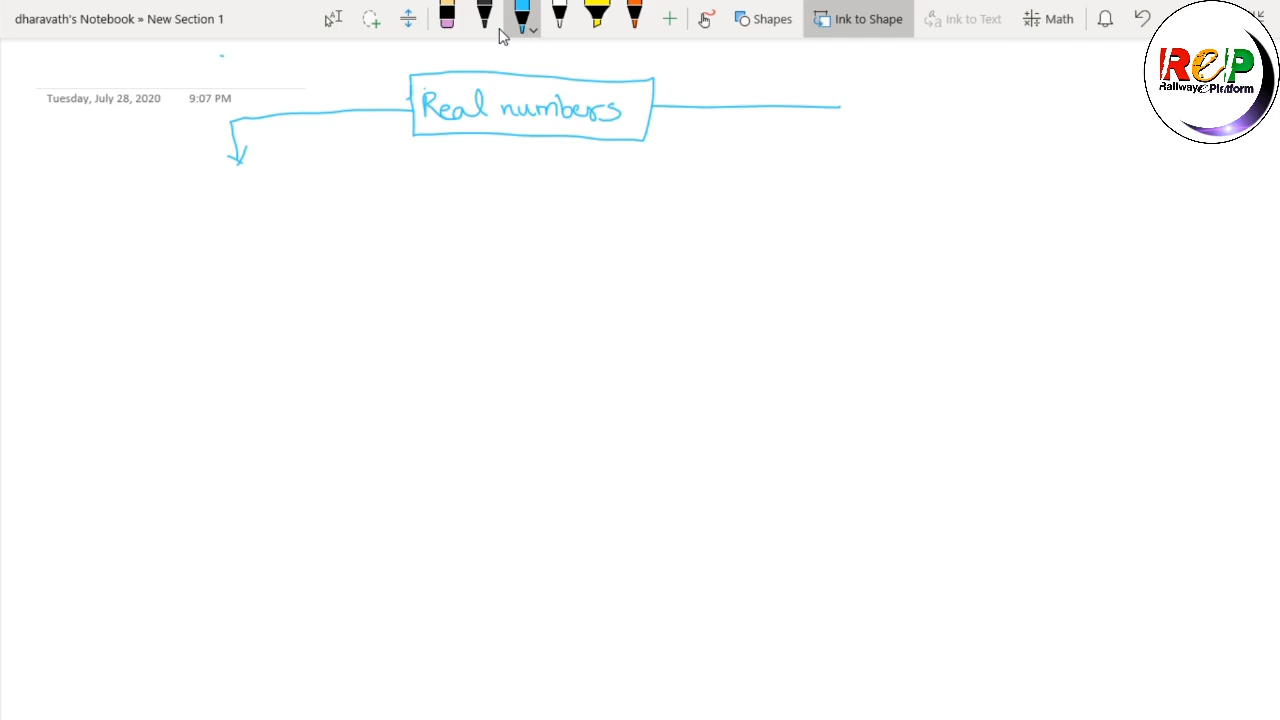 dharavath's Notebook » New Section 1
Shapes
Ink to Shape
Ink to Text
Math
ReP
Railway e Platform
Tuesday, July 28, 2020 9:07 PM
Real numbers